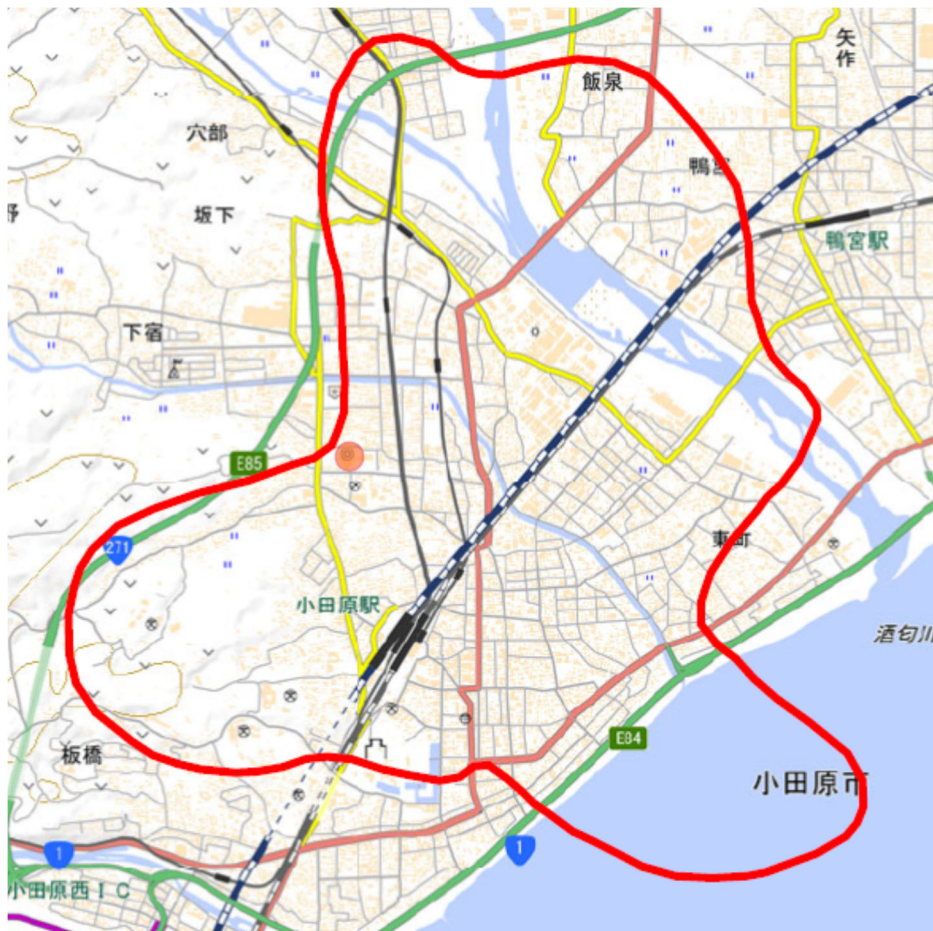 矢作
飯泉
穴部
鴨宮
坂下
野
鴨宮駅
下宿
E85
271
東町
小田原駅
酒匂川
E84
板橋
小田原市
1
1
小田原西IC